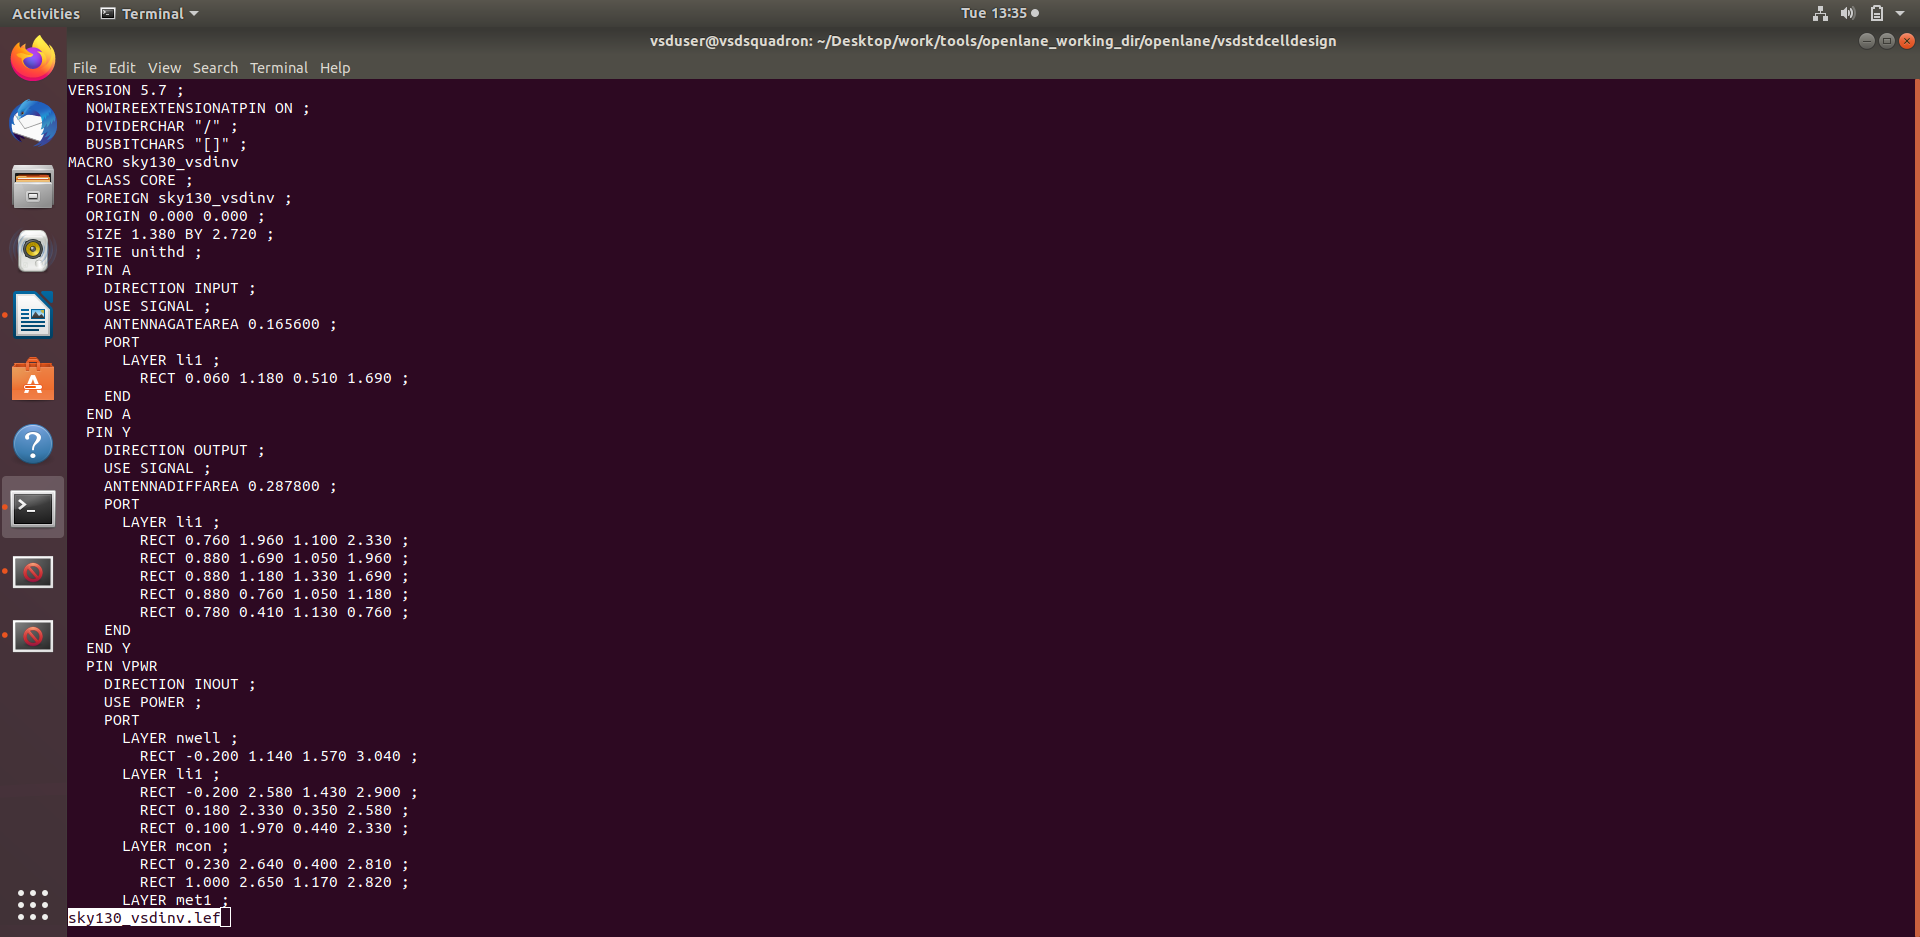 Activities Terminal Tue 13:35
vsduser@vsdsquadron: ~/Desktop/work/tools/openlane_working_dir/openlane/vsdstdcelldesign
File Edit View Search Terminal Help
VERSION 5.7 ;
  NOWIREEXTENSIONATPIN ON ;
  DIVIDERCHAR "/" ;
  BUSBITCHARS "[]" ;
MACRO sky130_vsdinv
  CLASS CORE ;
  FOREIGN sky130_vsdinv ;
  ORIGIN 0.000 0.000 ;
  SIZE 1.380 BY 2.720 ;
  SITE unithd ;
  PIN A
    DIRECTION INPUT ;
    USE SIGNAL ;
    ANTENNAGATEAREA 0.165600 ;
    PORT
      LAYER li1 ;
        RECT 0.060 1.180 0.510 1.690 ;
    END
  END A
  PIN Y
    DIRECTION OUTPUT ;
    USE SIGNAL ;
    ANTENNADIFFAREA 0.287800 ;
    PORT
      LAYER li1 ;
        RECT 0.760 1.960 1.100 2.330 ;
        RECT 0.880 1.690 1.050 1.960 ;
        RECT 0.880 1.180 1.330 1.690 ;
        RECT 0.880 0.760 1.050 1.180 ;
        RECT 0.780 0.410 1.130 0.760 ;
    END
  END Y
  PIN VPWR
    DIRECTION INOUT ;
    USE POWER ;
    PORT
      LAYER nwell ;
        RECT -0.200 1.140 1.570 3.040 ;
      LAYER li1 ;
        RECT -0.200 2.580 1.430 2.900 ;
        RECT 0.180 2.330 0.350 2.580 ;
        RECT 0.100 1.970 0.440 2.330 ;
      LAYER mcon ;
        RECT 0.230 2.640 0.400 2.810 ;
        RECT 1.000 2.650 1.170 2.820 ;
      LAYER met1 ;
sky130_vsdinv.lef